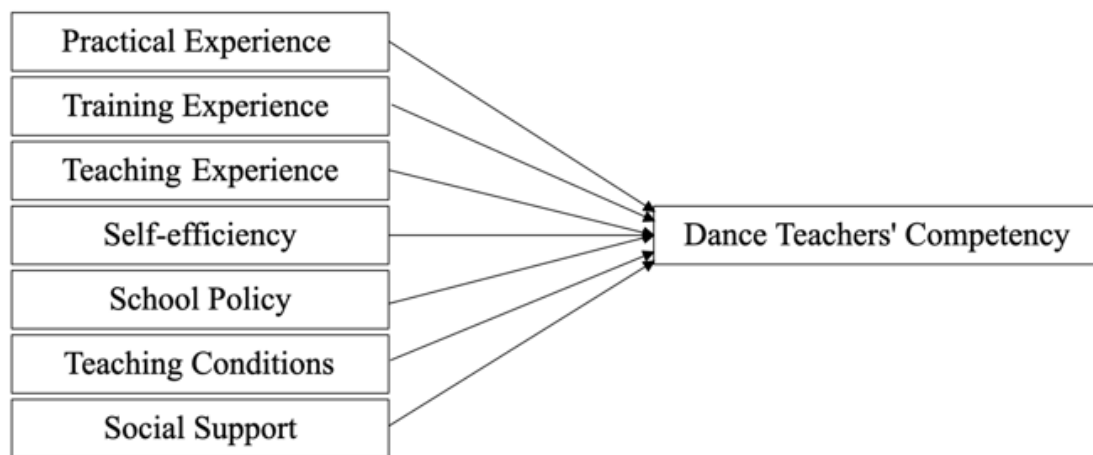 Practical Experience
Training Experience
Teaching Experience
Self-efficiency
School Policy
Teaching Conditions
Social Support
Dance Teachers' Competency